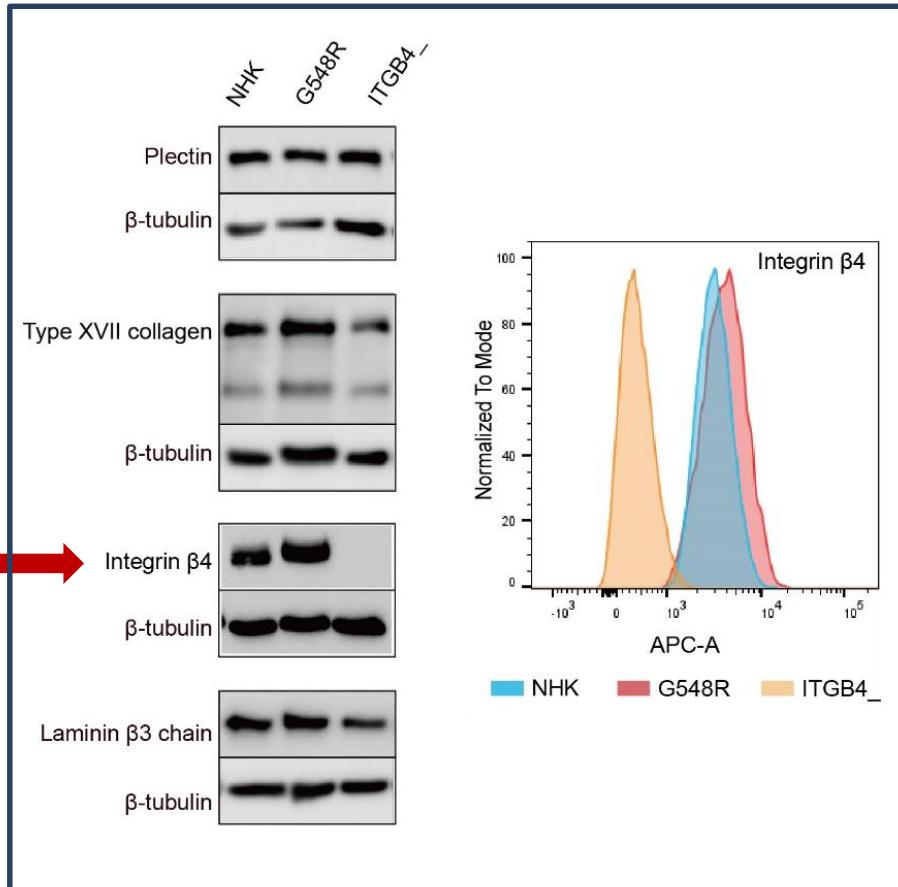 NHK G548R ITGB4_
Plectin
β-tubulin
Type XVII collagen
β-tubulin
Integrin β4
β-tubulin
Laminin β3 chain
β-tubulin
Integrin β4
Normalized To Mode
100
80
60
40
20
0
-10³ 0 10³ 10⁴ 10⁵
APC-A
NHK G548R ITGB4_